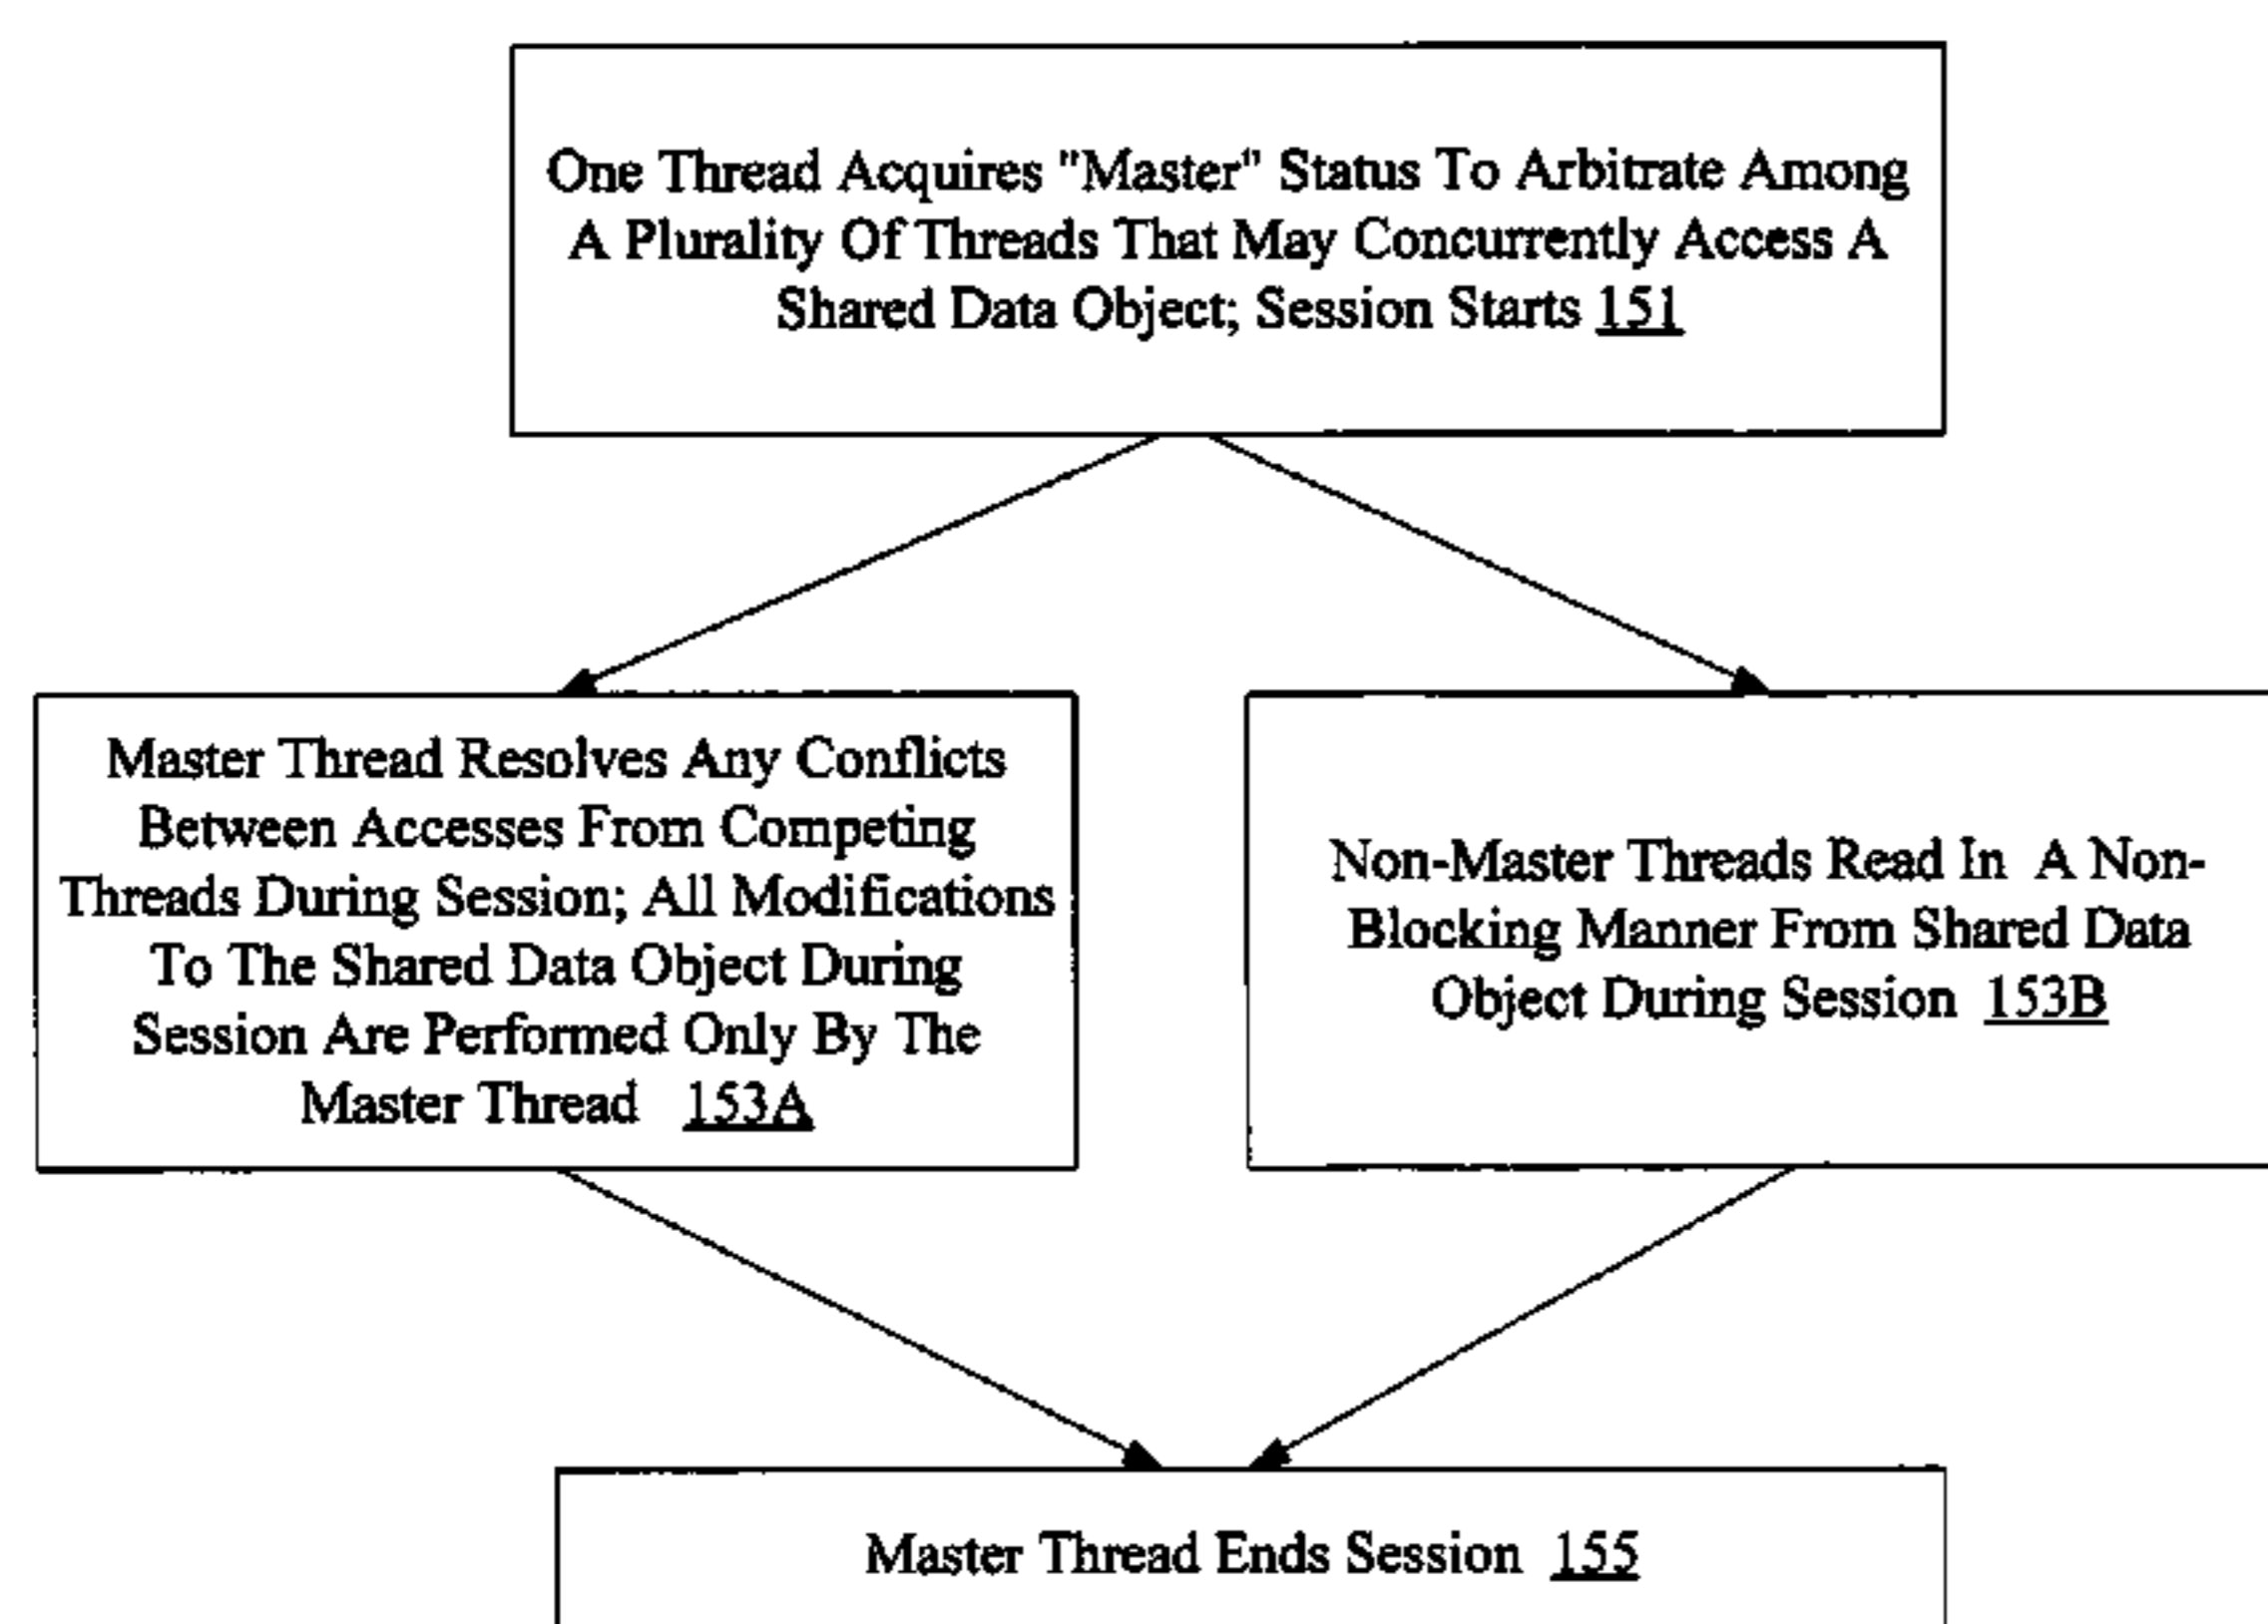 One Thread Acquires "Master" Status To Arbitrate Among
A Plurality Of Threads That May Concurrently Access A
Shared Data Object; Session Starts 151
Master Thread Resolves Any Conflicts
Between Accesses From Competing
Threads During Session; All Modifications
To The Shared Data Object During
Session Are Performed Only By The
Master Thread 153A
Non-Master Threads Read In A Non-
Blocking Manner From Shared Data
Object During Session 153B
Master Thread Ends Session 155